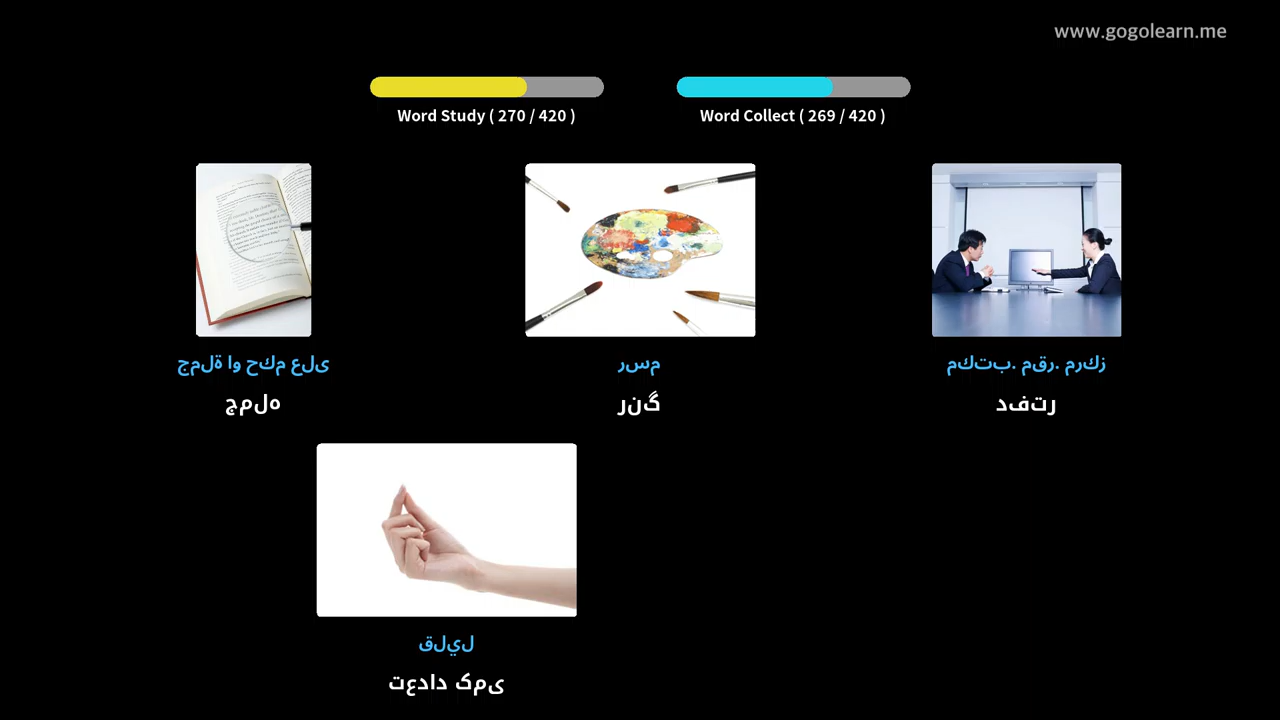 www.gogolearn.me
Word Study ( 270 / 420 )
Word Collect ( 269 / 420 )
جملة او حكم على
جمله
رسم
رنگ
مكتب. مقر. مركز
دفتر
قليل
تعداد کمی